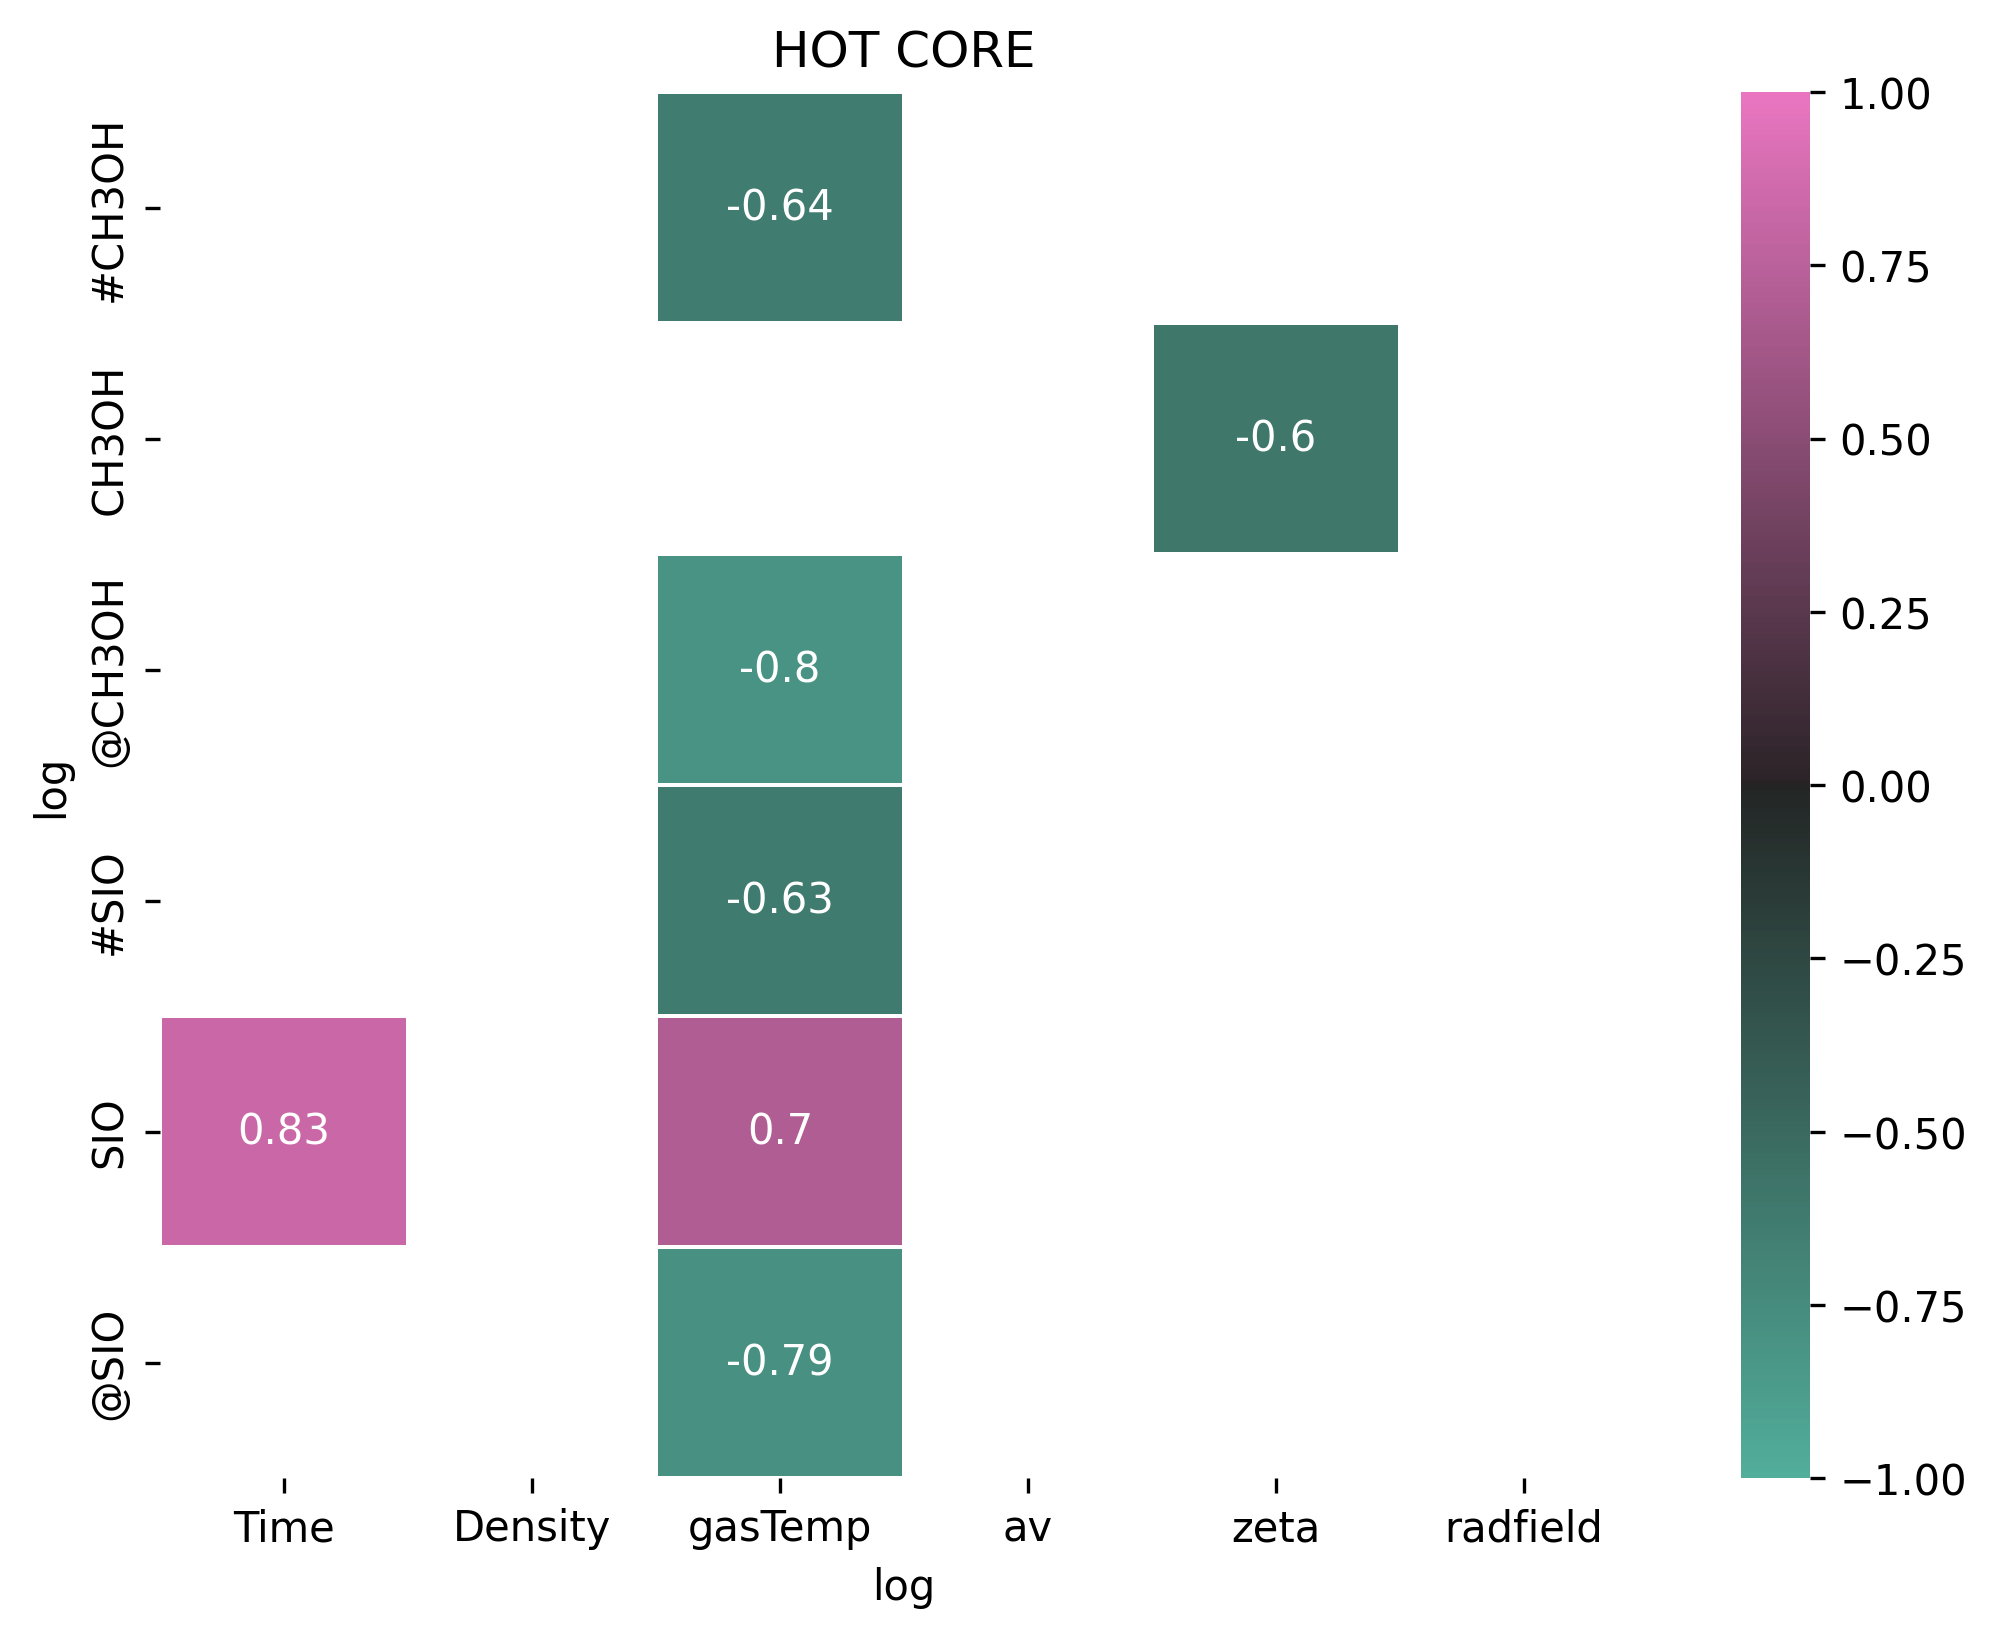 HOT CORE
#CH3OH
CH3OH
@CH3OH
#SIO
SIO
@SIO
log
-0.64
-0.6
-0.8
-0.63
0.83 0.7
-0.79
Time Density gasTemp av zeta radfield
log
1.00
0.75
0.50
0.25
0.00
−0.25
−0.50
−0.75
−1.00